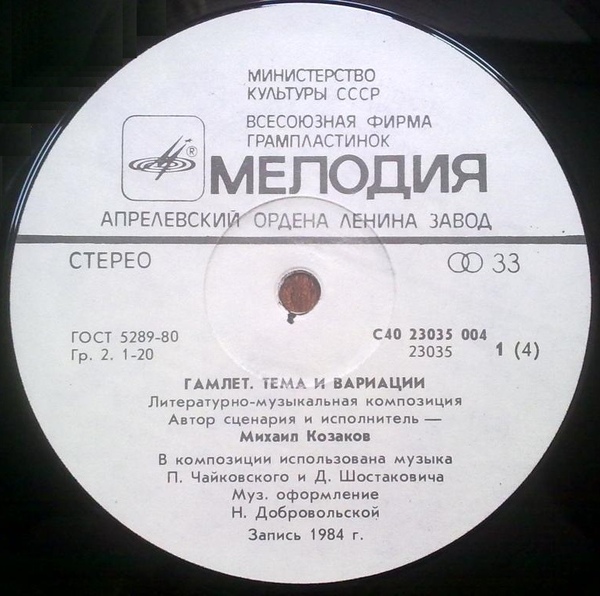 МИНИСТЕРСТВО
КУЛЬТУРЫ СССР
ВСЕСОЮЗНАЯ ФИРМА
ГРАМПЛАСТИНОК
®
МЕЛОДИЯ
АПРЕЛЕВСКИЙ ОРДЕНА ЛЕНИНА ЗАВОД
СТЕРЕО
33
ГОСТ 5289-80
Гр. 2. 1-20
С40 23035 004
23035 1 (4)
ГАМЛЕТ. ТЕМА И ВАРИАЦИИ
Литературно-музыкальная композиция
Автор сценария и исполнитель —
Михаил Козаков
В композиции использована музыка
П. Чайковского и Д. Шостаковича
Муз. оформление
Н. Добровольской
Запись 1984 г.